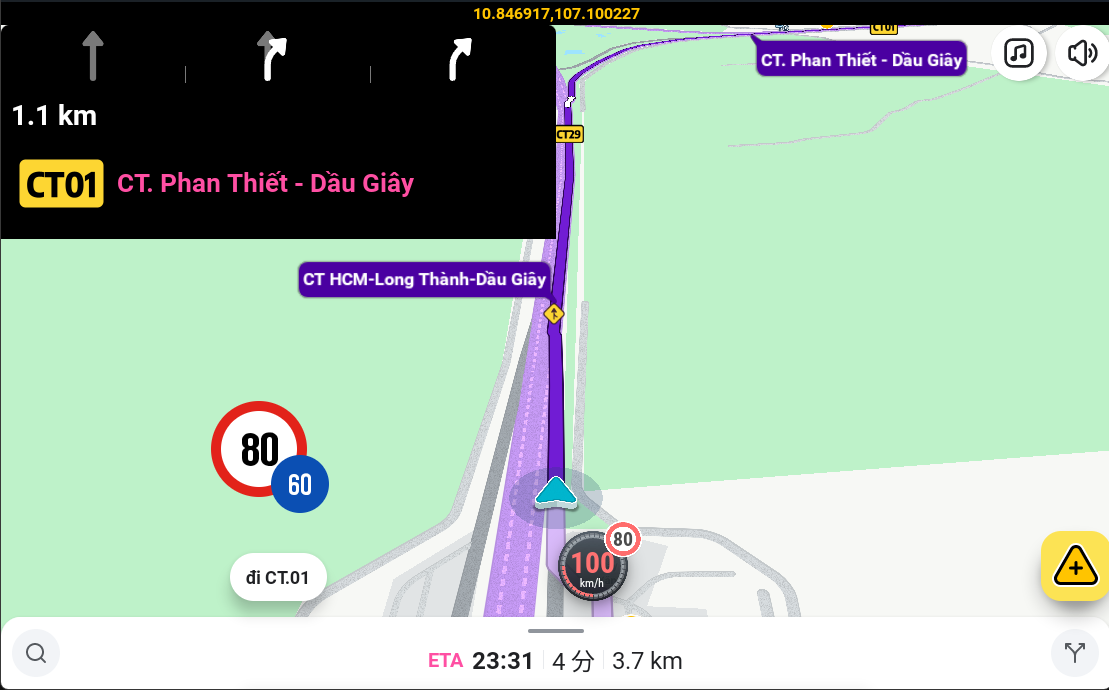 10.846917,107.100227
CT01
CT. Phan Thiết - Dầu Giây
1.1 km
CT29
CT01 CT. Phan Thiết - Dầu Giây
CT HCM-Long Thành-Dầu Giây
80
60
80
100
km/h
đi CT.01
ETA 23:31 4 分 3.7 km